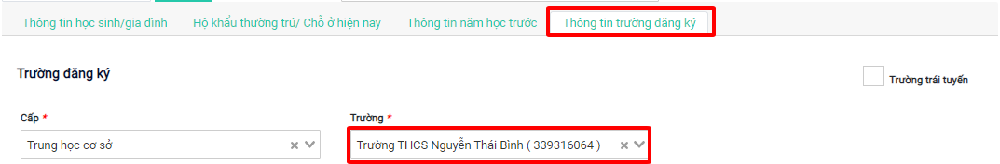 Thông tin học sinh/gia đình Hộ khẩu thường trú/ Chỗ ở hiện nay Thông tin năm học trước Thông tin trường đăng ký
Trường đăng ký
Trường trái tuyến
Cấp * Trường *
Trung học cơ sở Trường THCS Nguyễn Thái Bình ( 339316064 )